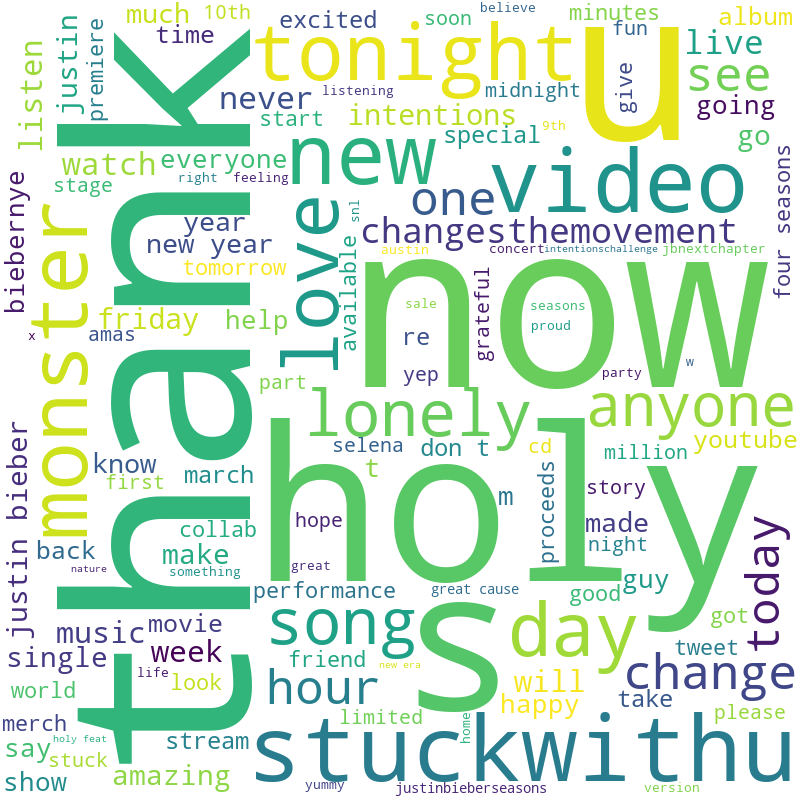 much
10th
excited
soon
believe
minutes
album
time
justin
premiere
tonight
u
fun
live
listen
thank
never
listening
midnight
give
see
going
start
intentions
special
9th
go
watch
everyone
new
video
stage
right
feeling
one
biebernye
year
love
snl
changesthemovement
four seasons
new year
austin
concert
intentionschallenge
jbnextchapter
monster
tomorrow
available
now
grateful
sale
seasons
proud
friday
help
x
amas
re
yep
party
w
part
lonely
anyone
justin bieber
know
first
march
selena
don t
cd
million
youtube
t
holy
m
proceeds
story
hope
made
today
back
collab
make
night
nature
something
great
performance
great cause
good
guy
music
movie
song
s
day
got
single
week
friend
tweet
change
life
look
new era
world
hour
will
take
happy
merch
limited
please
say
stuck
holy feat
stream
home
stuckwithu
show
amazing
yummy
justinbieberseasons
version